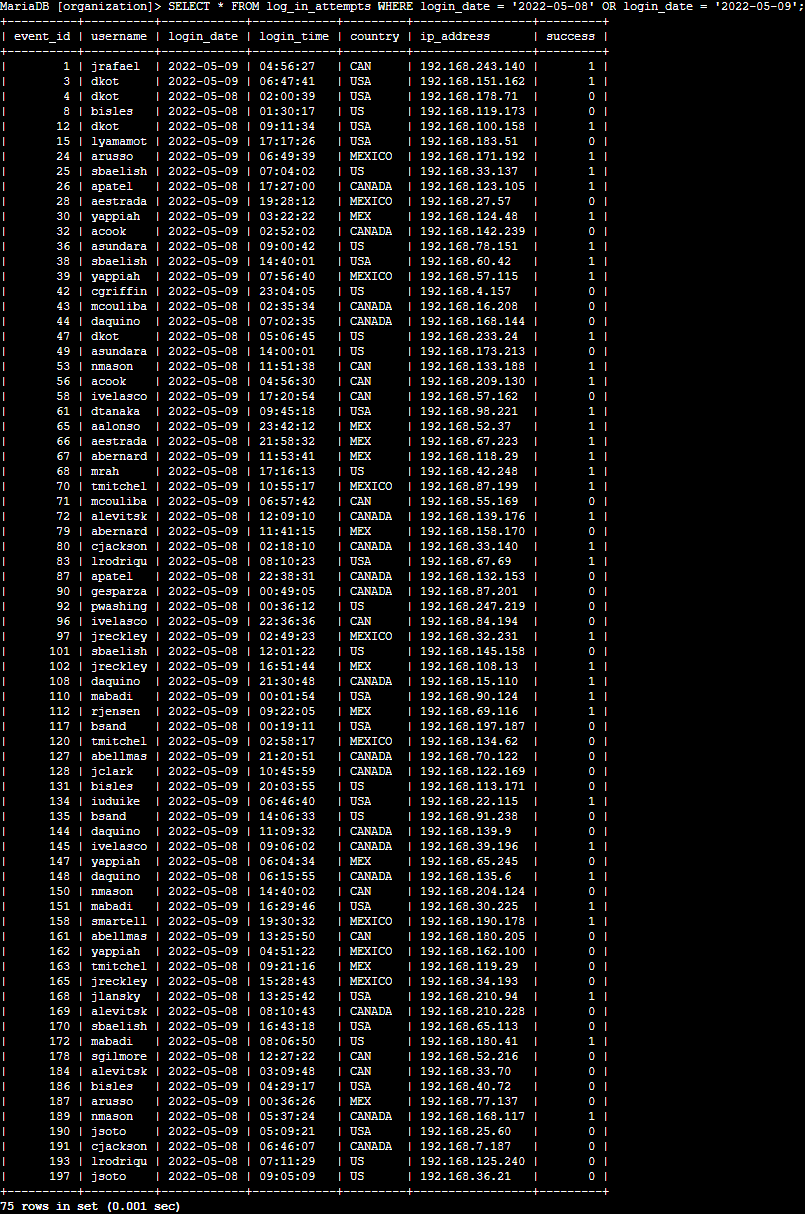 MariaDB [organization]> SELECT * FROM log_in_attempts WHERE login_date = '2022-05-08' OR login_date = '2022-05-09';
+----------+----------+------------+------------+---------+-----------------+---------+
| event_id | username | login_date | login_time | country | ip_address | success |
+----------+----------+------------+------------+---------+-----------------+---------+
| 1 | jrafael | 2022-05-09 | 04:56:27 | CAN | 192.168.243.140 | 1 |
| 3 | dkot | 2022-05-09 | 06:47:41 | USA | 192.168.151.162 | 1 |
| 4 | dkot | 2022-05-08 | 02:00:39 | USA | 192.168.178.71 | 0 |
| 8 | bisles | 2022-05-08 | 01:30:17 | US | 192.168.119.173 | 0 |
| 12 | dkot | 2022-05-08 | 09:11:34 | USA | 192.168.100.158 | 1 |
| 15 | lyamamot | 2022-05-09 | 17:17:26 | USA | 192.168.183.51 | 0 |
| 24 | arusso | 2022-05-09 | 06:49:39 | MEXICO | 192.168.171.192 | 1 |
| 25 | sbaelish | 2022-05-09 | 07:04:02 | US | 192.168.33.137 | 1 |
| 26 | apatel | 2022-05-08 | 17:27:00 | CANADA | 192.168.123.105 | 1 |
| 28 | aestrada | 2022-05-09 | 19:28:12 | MEXICO | 192.168.27.57 | 0 |
| 30 | yappiah | 2022-05-09 | 03:22:22 | MEX | 192.168.124.48 | 1 |
| 32 | acook | 2022-05-09 | 02:52:02 | CANADA | 192.168.142.239 | 0 |
| 36 | asundara | 2022-05-08 | 09:00:42 | US | 192.168.78.151 | 1 |
| 38 | sbaelish | 2022-05-09 | 14:40:01 | USA | 192.168.60.42 | 1 |
| 39 | yappiah | 2022-05-09 | 07:56:40 | MEXICO | 192.168.57.115 | 1 |
| 42 | cgriffin | 2022-05-09 | 23:04:05 | US | 192.168.4.157 | 0 |
| 43 | mcouliba | 2022-05-08 | 02:35:34 | CANADA | 192.168.16.208 | 0 |
| 44 | daquino | 2022-05-08 | 07:02:35 | CANADA | 192.168.168.144 | 0 |
| 47 | dkot | 2022-05-08 | 05:06:45 | US | 192.168.233.24 | 1 |
| 49 | asundara | 2022-05-08 | 14:00:01 | US | 192.168.173.213 | 0 |
| 53 | nmason | 2022-05-08 | 11:51:38 | CAN | 192.168.133.188 | 1 |
| 56 | acook | 2022-05-08 | 04:56:30 | CAN | 192.168.209.130 | 1 |
| 58 | ivelasco | 2022-05-09 | 17:20:54 | CAN | 192.168.57.162 | 0 |
| 61 | dtanaka | 2022-05-09 | 09:45:18 | USA | 192.168.98.221 | 1 |
| 65 | aalonso | 2022-05-09 | 23:42:12 | MEX | 192.168.52.37 | 1 |
| 66 | aestrada | 2022-05-08 | 21:58:32 | MEX | 192.168.67.223 | 1 |
| 67 | abernard | 2022-05-09 | 11:53:41 | MEX | 192.168.118.29 | 1 |
| 68 | mrah | 2022-05-08 | 17:16:13 | US | 192.168.42.248 | 1 |
| 70 | tmitchel | 2022-05-09 | 10:55:17 | MEXICO | 192.168.87.199 | 1 |
| 71 | mcouliba | 2022-05-09 | 06:57:42 | CAN | 192.168.55.169 | 0 |
| 72 | alevitsk | 2022-05-08 | 12:09:10 | CANADA | 192.168.139.176 | 1 |
| 79 | abernard | 2022-05-09 | 11:41:15 | MEX | 192.168.158.170 | 0 |
| 80 | cjackson | 2022-05-08 | 02:18:10 | CANADA | 192.168.33.140 | 1 |
| 83 | lrodriqu | 2022-05-08 | 08:10:23 | USA | 192.168.67.69 | 1 |
| 87 | apatel | 2022-05-08 | 22:38:31 | CANADA | 192.168.132.153 | 0 |
| 90 | gesparza | 2022-05-09 | 00:49:05 | CANADA | 192.168.87.201 | 0 |
| 92 | pwashing | 2022-05-08 | 00:36:12 | US | 192.168.247.219 | 0 |
| 96 | ivelasco | 2022-05-09 | 22:36:36 | CAN | 192.168.84.194 | 0 |
| 97 | jreckley | 2022-05-09 | 02:49:23 | MEXICO | 192.168.32.231 | 1 |
| 101 | sbaelish | 2022-05-09 | 12:01:22 | US | 192.168.145.158 | 0 |
| 102 | jreckley | 2022-05-09 | 16:51:44 | MEX | 192.168.108.13 | 1 |
| 108 | daquino | 2022-05-08 | 21:30:48 | CANADA | 192.168.15.110 | 1 |
| 110 | mabadi | 2022-05-09 | 00:01:54 | USA | 192.168.90.124 | 1 |
| 112 | rjensen | 2022-05-09 | 09:22:05 | MEX | 192.168.69.116 | 1 |
| 117 | bsand | 2022-05-08 | 00:19:11 | USA | 192.168.197.187 | 0 |
| 120 | tmitchel | 2022-05-08 | 02:58:17 | MEXICO | 192.168.134.62 | 0 |
| 127 | abellmas | 2022-05-09 | 21:20:51 | CANADA | 192.168.70.122 | 0 |
| 128 | jclark | 2022-05-09 | 10:45:59 | CANADA | 192.168.122.169 | 0 |
| 131 | bisles | 2022-05-09 | 20:03:55 | US | 192.168.113.171 | 0 |
| 134 | iuduike | 2022-05-08 | 06:46:40 | USA | 192.168.22.115 | 1 |
| 135 | bsand | 2022-05-09 | 14:06:33 | US | 192.168.91.238 | 0 |
| 144 | daquino | 2022-05-09 | 11:09:32 | CANADA | 192.168.139.9 | 0 |
| 145 | ivelasco | 2022-05-08 | 09:06:02 | CANADA | 192.168.39.196 | 1 |
| 147 | yappiah | 2022-05-08 | 06:04:34 | MEX | 192.168.65.245 | 0 |
| 148 | daquino | 2022-05-08 | 06:15:55 | CANADA | 192.168.135.6 | 1 |
| 150 | nmason | 2022-05-09 | 14:40:02 | CAN | 192.168.204.124 | 0 |
| 151 | mabadi | 2022-05-08 | 16:29:46 | USA | 192.168.30.225 | 1 |
| 158 | smartell | 2022-05-09 | 19:30:32 | MEXICO | 192.168.190.178 | 1 |
| 161 | abellmas | 2022-05-09 | 13:25:50 | CAN | 192.168.180.205 | 0 |
| 162 | yappiah | 2022-05-09 | 04:51:22 | MEXICO | 192.168.162.100 | 0 |
| 163 | tmitchel | 2022-05-08 | 09:21:16 | MEX | 192.168.119.29 | 0 |
| 165 | jreckley | 2022-05-08 | 15:28:43 | MEXICO | 192.168.34.193 | 0 |
| 168 | jlansky | 2022-05-08 | 13:25:42 | USA | 192.168.210.94 | 1 |
| 169 | alevitsk | 2022-05-08 | 08:10:43 | CANADA | 192.168.210.228 | 0 |
| 170 | sbaelish | 2022-05-09 | 16:43:18 | USA | 192.168.65.113 | 0 |
| 172 | mabadi | 2022-05-08 | 08:06:50 | US | 192.168.180.41 | 1 |
| 178 | sgilmore | 2022-05-09 | 12:27:22 | CAN | 192.168.52.216 | 0 |
| 184 | alevitsk | 2022-05-09 | 03:09:48 | CAN | 192.168.33.70 | 0 |
| 186 | bisles | 2022-05-09 | 04:29:17 | USA | 192.168.40.72 | 0 |
| 187 | arusso | 2022-05-09 | 00:36:26 | MEX | 192.168.77.137 | 0 |
| 189 | nmason | 2022-05-08 | 05:37:24 | CANADA | 192.168.168.117 | 1 |
| 190 | jsoto | 2022-05-09 | 05:09:21 | USA | 192.168.25.60 | 0 |
| 191 | cjackson | 2022-05-09 | 06:46:07 | CANADA | 192.168.7.187 | 0 |
| 193 | lrodriqu | 2022-05-08 | 07:11:29 | US | 192.168.125.240 | 0 |
| 197 | jsoto | 2022-05-08 | 09:05:09 | US | 192.168.36.21 | 0 |
+----------+----------+------------+------------+---------+-----------------+---------+
75 rows in set (0.001 sec)